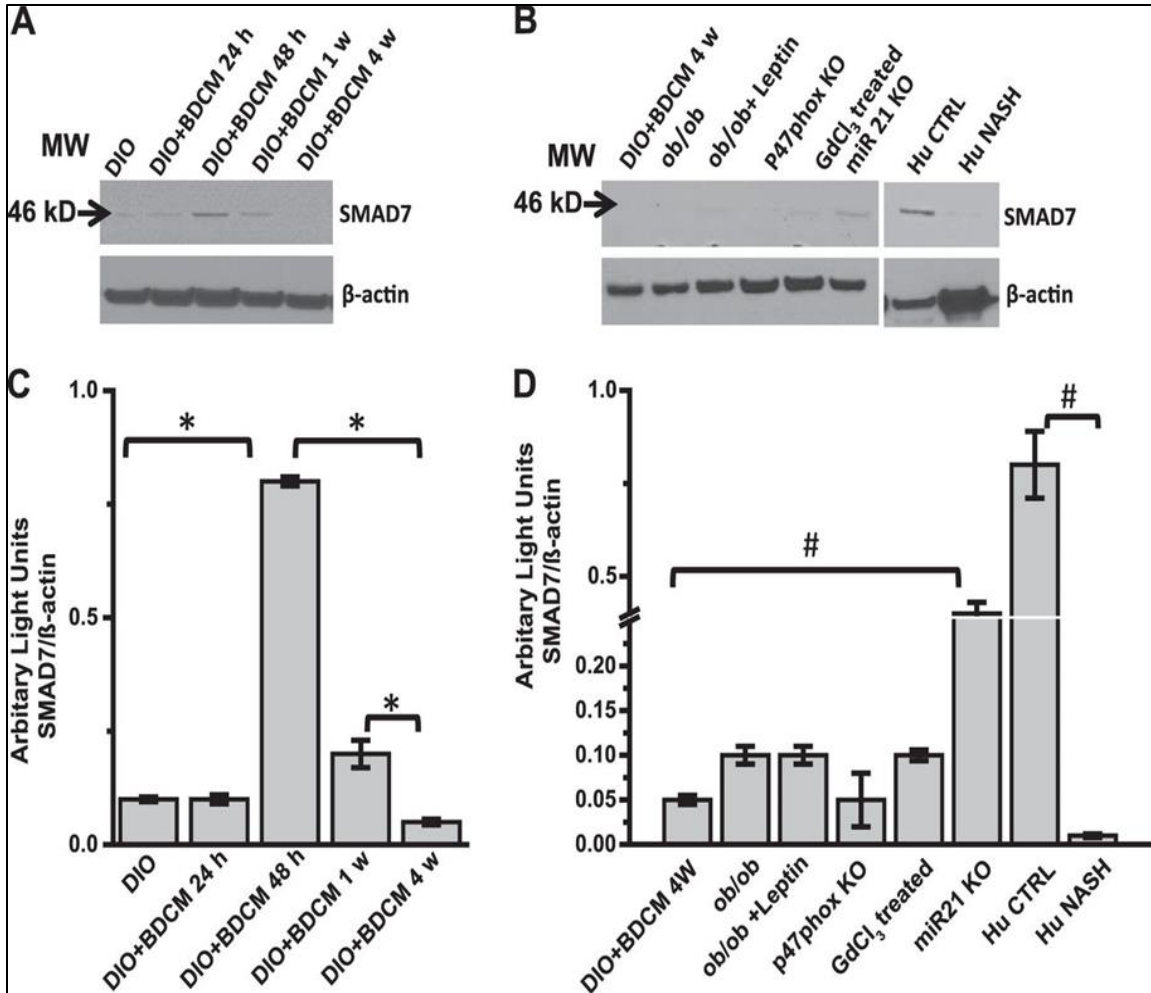 A
DIO
DIO+BDCM 24 h
DIO+BDCM 48 h
DIO+BDCM 1 w
DIO+BDCM 4 w
MW
46 kD
SMAD7
β-actin
B
DIO+BDCM 4 w
ob/ob
ob/ob+ Leptin
P47phox KO
GdCl3 treated
miR 21 KO
Hu CTRL
Hu NASH
MW
46 kD
SMAD7
β-actin
C
Arbitary Light Units
SMAD7/ß-actin
1.0
0.5
0.0
*
*
*
DIO
DIO+BDCM 24 h
DIO+BDCM 48 h
DIO+BDCM 1 w
DIO+BDCM 4 w
D
Arbitary Light Units
SMAD7/ß-actin
1.0
0.5
0.20
0.15
0.10
0.05
0.00
#
#
DIO+BDCM 4W
ob/ob
ob/ob +Leptin
p47phox KO
GdCl3 treated
miR21 KO
Hu CTRL
Hu NASH